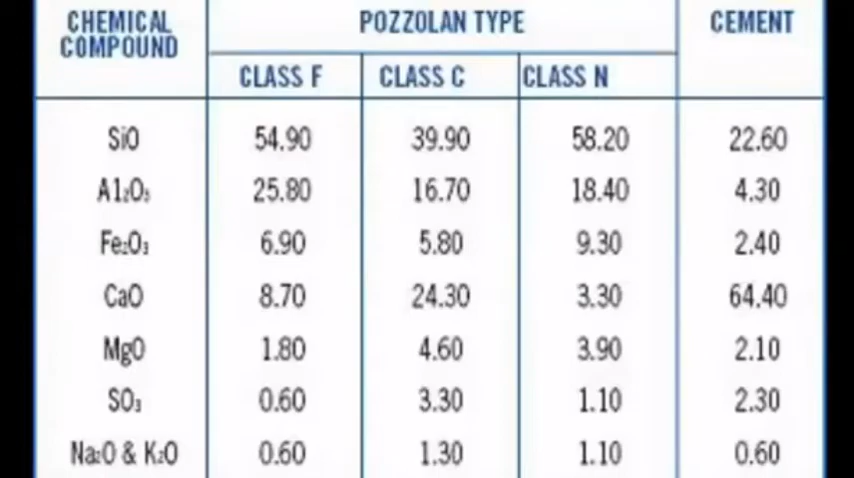 CHEMICAL COMPOUND POZZOLAN TYPE CEMENT
CLASS F CLASS C CLASS N
SiO 54.90 39.90 58.20 22.60
A1₂O₃ 25.80 16.70 18.40 4.30
Fe₂O₃ 6.90 5.80 9.30 2.40
CaO 8.70 24.30 3.30 64.40
MgO 1.80 4.60 3.90 2.10
SO₃ 0.60 3.30 1.10 2.30
Na₂O & K₂O 0.60 1.30 1.10 0.60